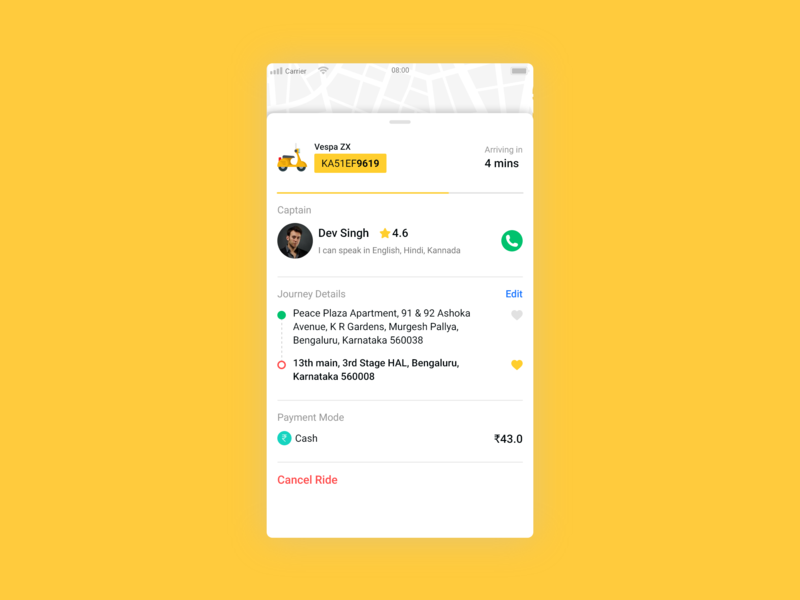 Carrier
08:00
Vespa ZX
KA51EF9619
Arriving in
4 mins
Captain
Dev Singh
4.6
I can speak in English, Hindi, Kannada
Journey Details
Edit
Peace Plaza Apartment, 91 & 92 Ashoka
Avenue, K R Gardens, Murgesh Pallya,
Bengaluru, Karnataka 560038
13th main, 3rd Stage HAL, Bengaluru,
Karnataka 560008
Payment Mode
₹
Cash
₹43.0
Cancel Ride